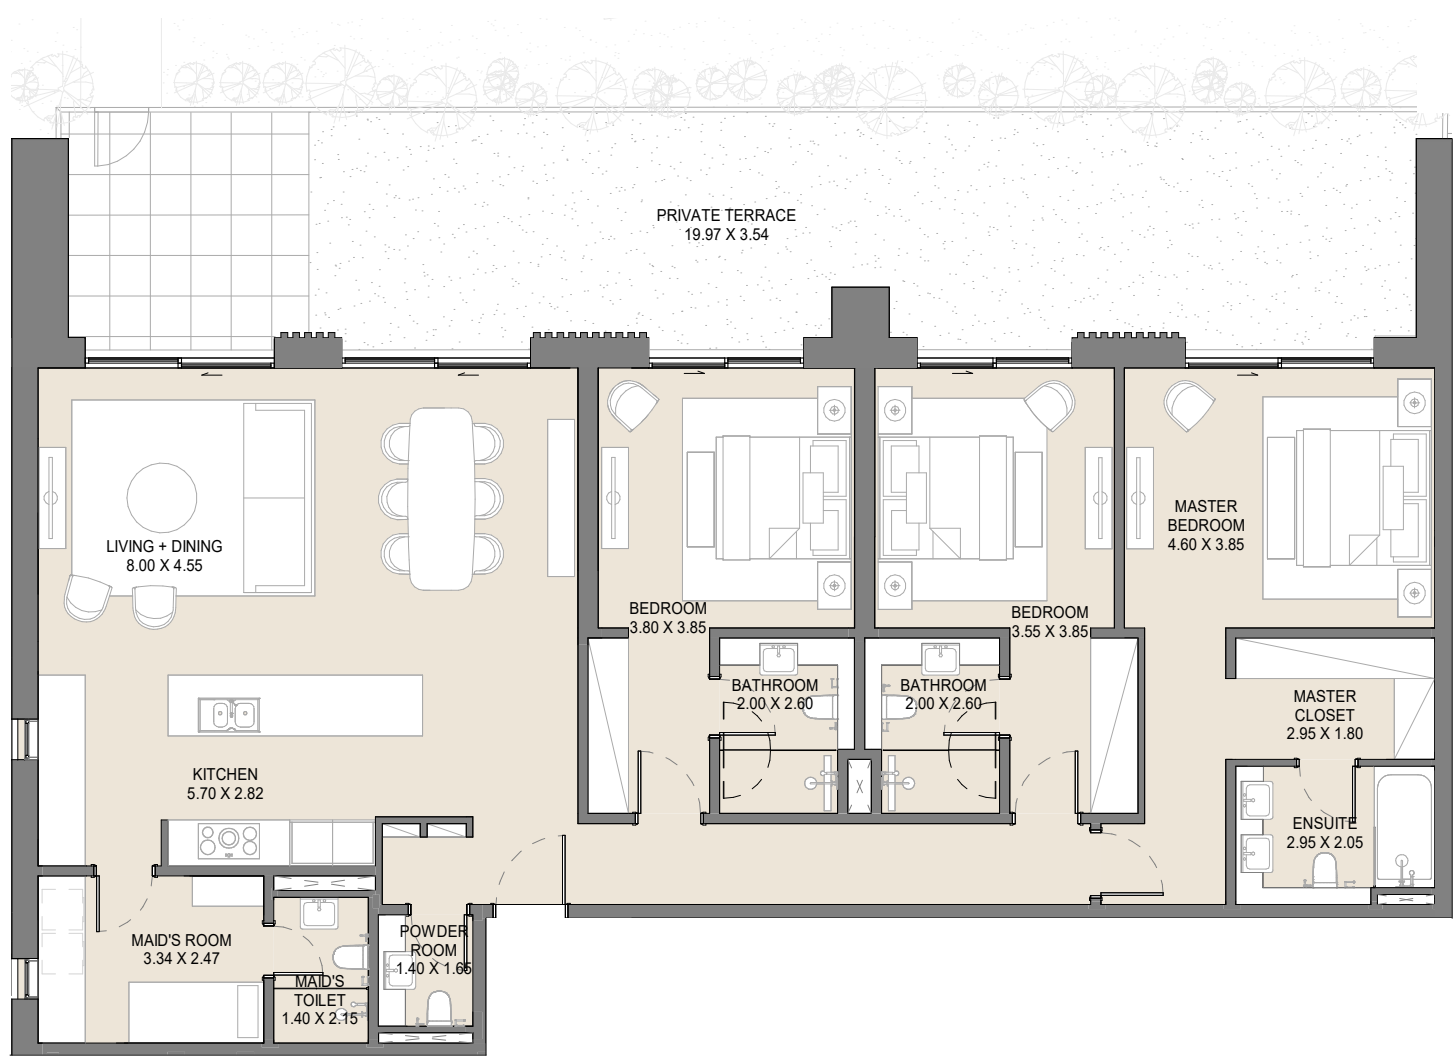 PRIVATE TERRACE
19.97 X 3.54
LIVING + DINING
8.00 X 4.55
MASTER
BEDROOM
4.60 X 3.85
BEDROOM
3.80 X 3.85
BEDROOM
3.55 X 3.85
BATHROOM
2.00 X 2.60
BATHROOM
2.00 X 2.60
MASTER
CLOSET
2.95 X 1.80
KITCHEN
5.70 X 2.82
ENSUITE
2.95 X 2.05
MAID'S ROOM
3.34 X 2.47
POWDER
ROOM
1.40 X 1.65
MAID'S
TOILET
1.40 X 2.15